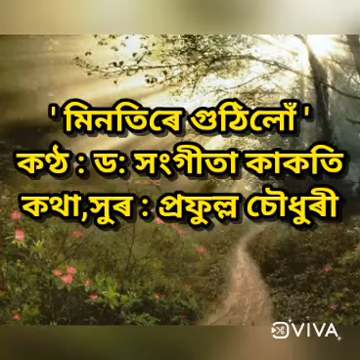 ' মিনতিৰে গুঠিলোঁ '
কণ্ঠ : ড: সংগীতা কাকতি
কথা,সুৰ : প্ৰফুল্ল চৌধুৰী
VIVA